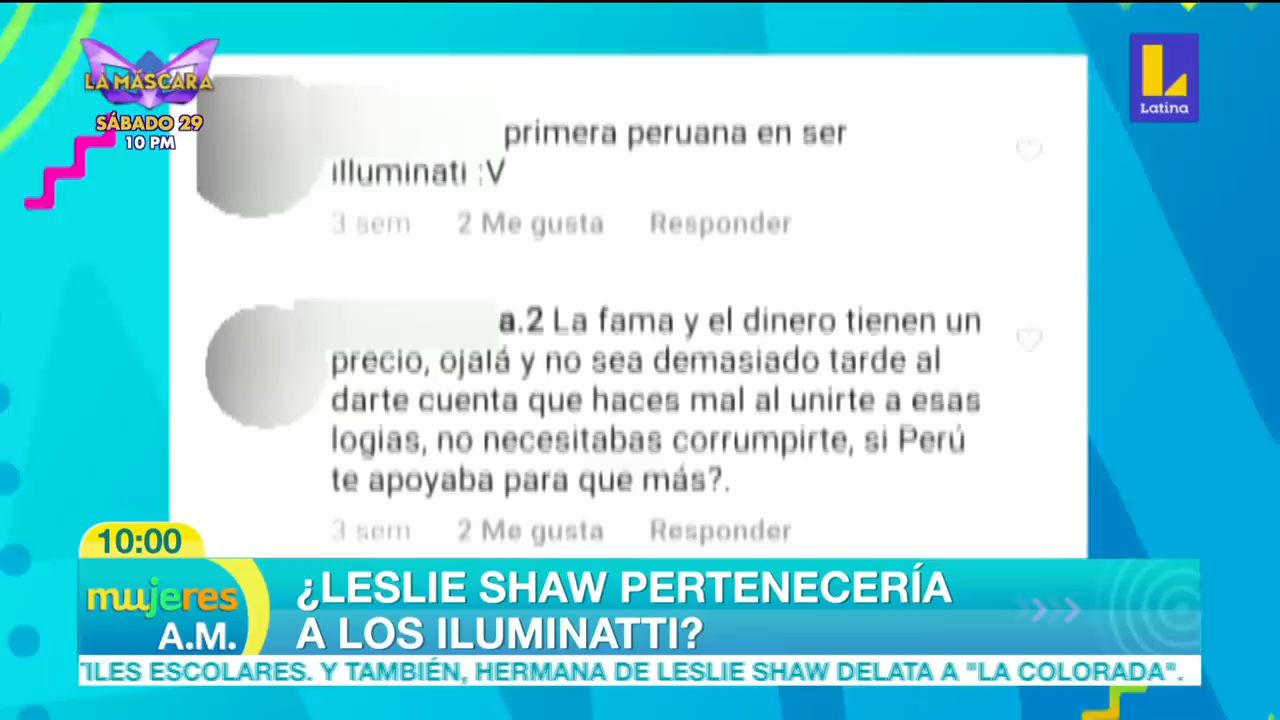 LA MÁSCARA
SÁBADO 29
10 PM
Latina
primera peruana en ser
illuminati :V
3 sem 2 Me gusta Responder
a.2 La fama y el dinero tienen un
precio, ojalá y no sea demasiado tarde al
darte cuenta que haces mal al unirte a esas
logias, no necesitabas corrumpirte, si Perú
te apoyaba para que más?.
3 sem 2 Me gusta Responder
10:00
mujeres
A.M.
¿LESLIE SHAW PERTENECERÍA
A LOS ILUMINATTI?
TILES ESCOLARES. Y TAMBIÉN, HERMANA DE LESLIE SHAW DELATA A "LA COLORADA".